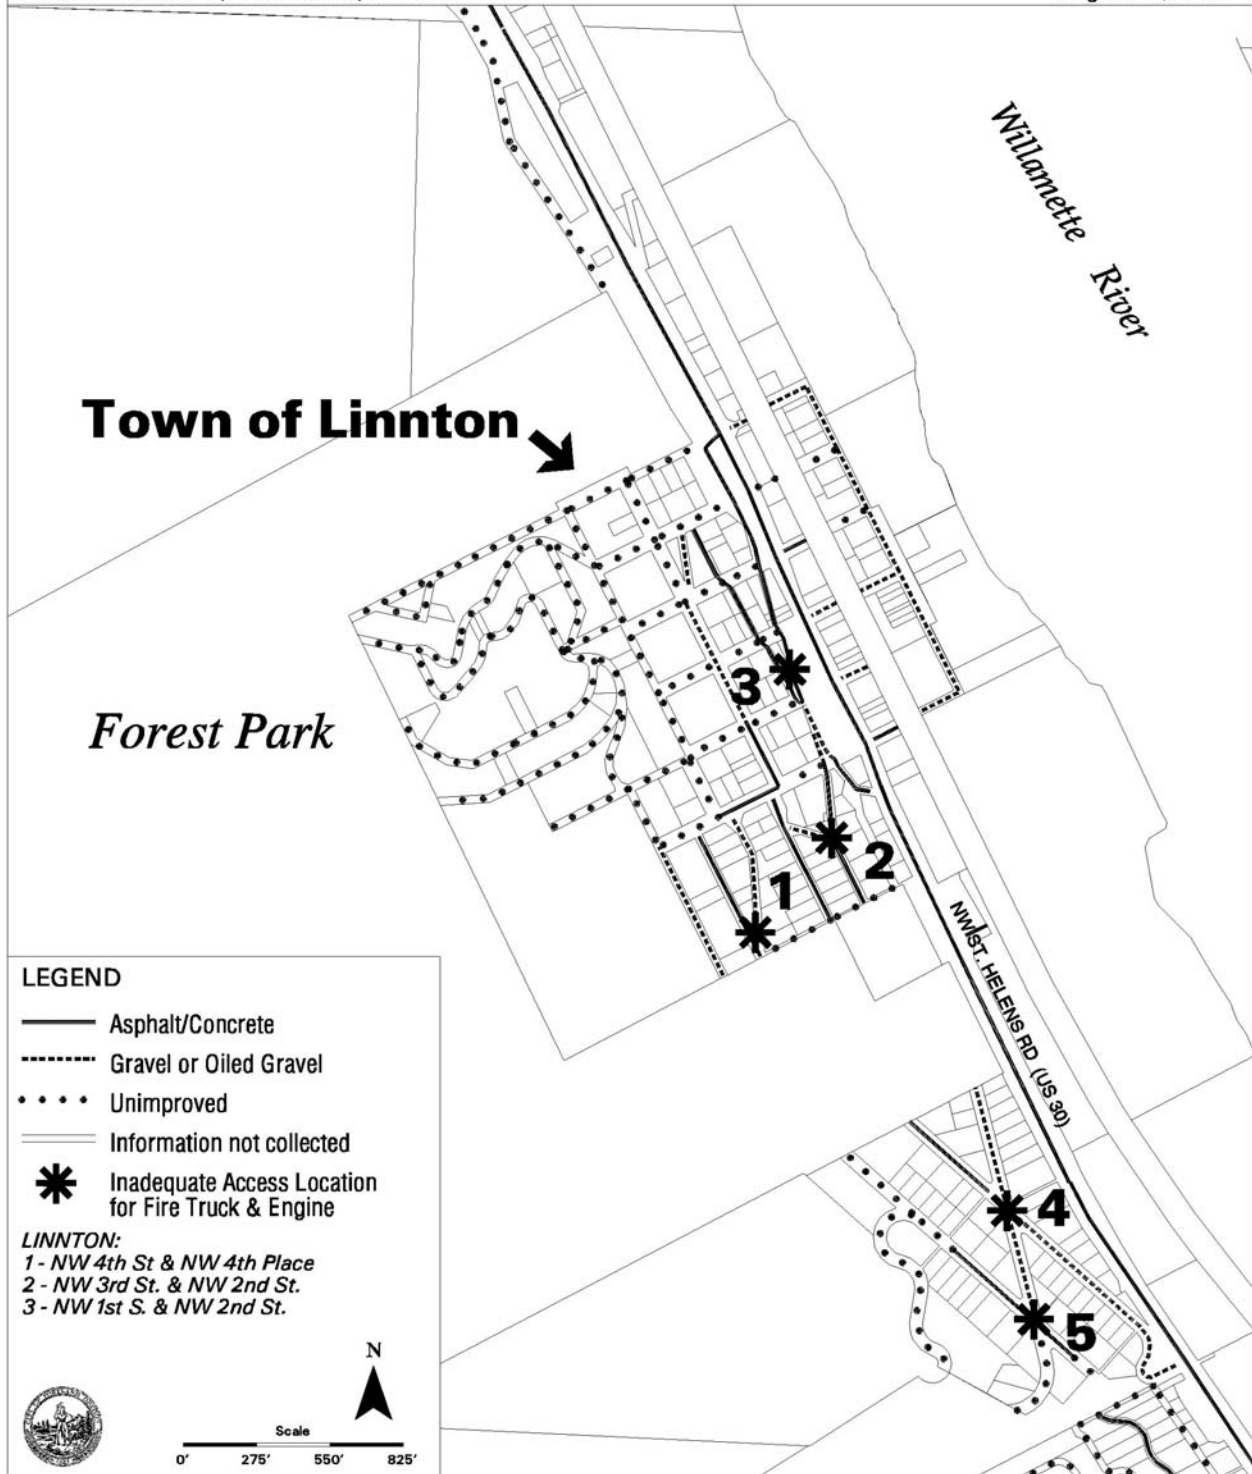 Willamette River
Town of Linnton
Forest Park
3
2
1
NW ST. HELENS RD (US 30)
4
5
LEGEND
Asphalt/Concrete
Gravel or Oiled Gravel
Unimproved
Information not collected
Inadequate Access Location
for Fire Truck & Engine
LINNTON:
1 - NW 4th St & NW 4th Place
2 - NW 3rd St. & NW 2nd St.
3 - NW 1st S. & NW 2nd St.
N
Scale
0' 275' 550' 825'